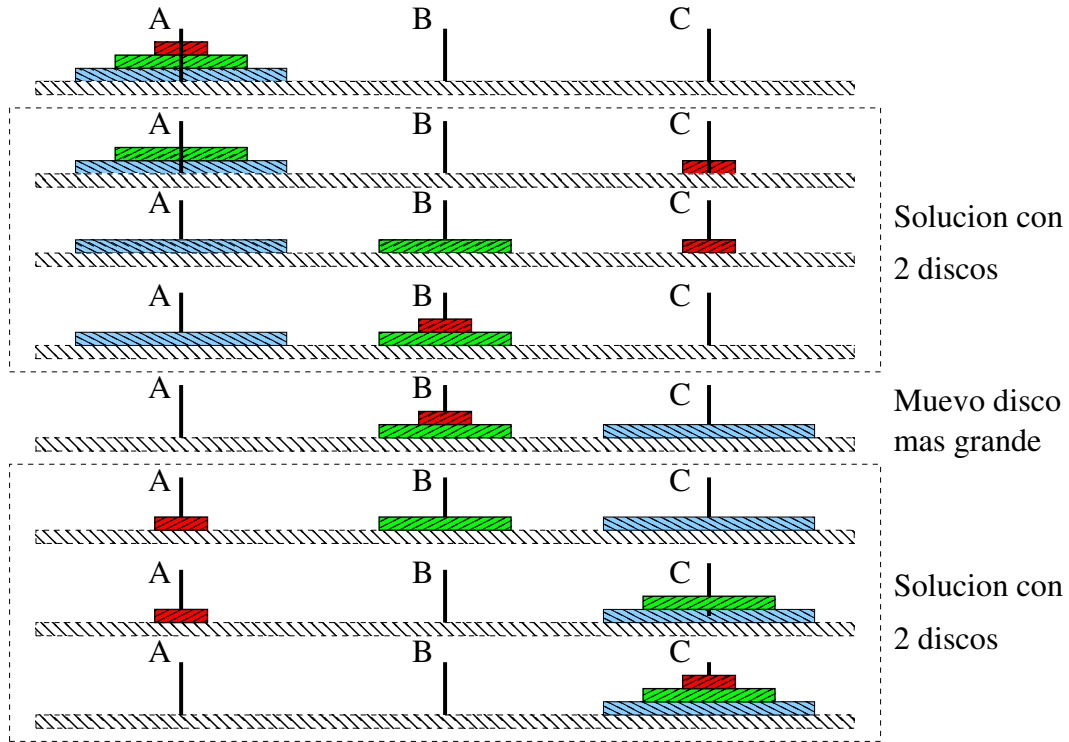 A B C
A B C
A B C
Solucion con
2 discos
A B C
A B C
Muevo disco
mas grande
A B C
A B C
Solucion con
2 discos
A B C